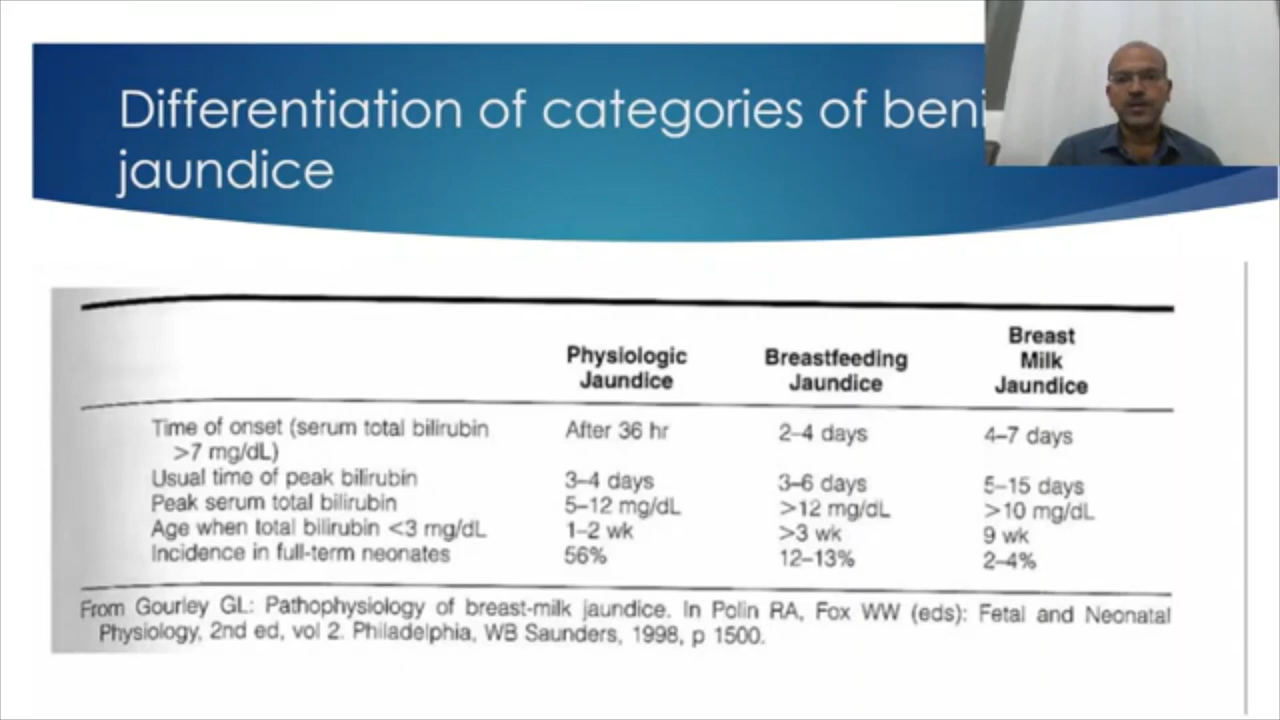 Differentiation of categories of beni
jaundice
Physiologic Jaundice
Breastfeeding Jaundice
Breast Milk Jaundice
Time of onset (serum total bilirubin >7 mg/dL) After 36 hr 2–4 days 4–7 days
Usual time of peak bilirubin 3–4 days 3–6 days 5–15 days
Peak serum total bilirubin 5–12 mg/dL >12 mg/dL >10 mg/dL
Age when total bilirubin <3 mg/dL 1–2 wk >3 wk 9 wk
Incidence in full-term neonates 56% 12–13% 2–4%
From Gourley GL: Pathophysiology of breast-milk jaundice. In Polin RA, Fox WW (eds): Fetal and Neonatal
Physiology, 2nd ed, vol 2. Philadelphia, WB Saunders, 1998, p 1500.